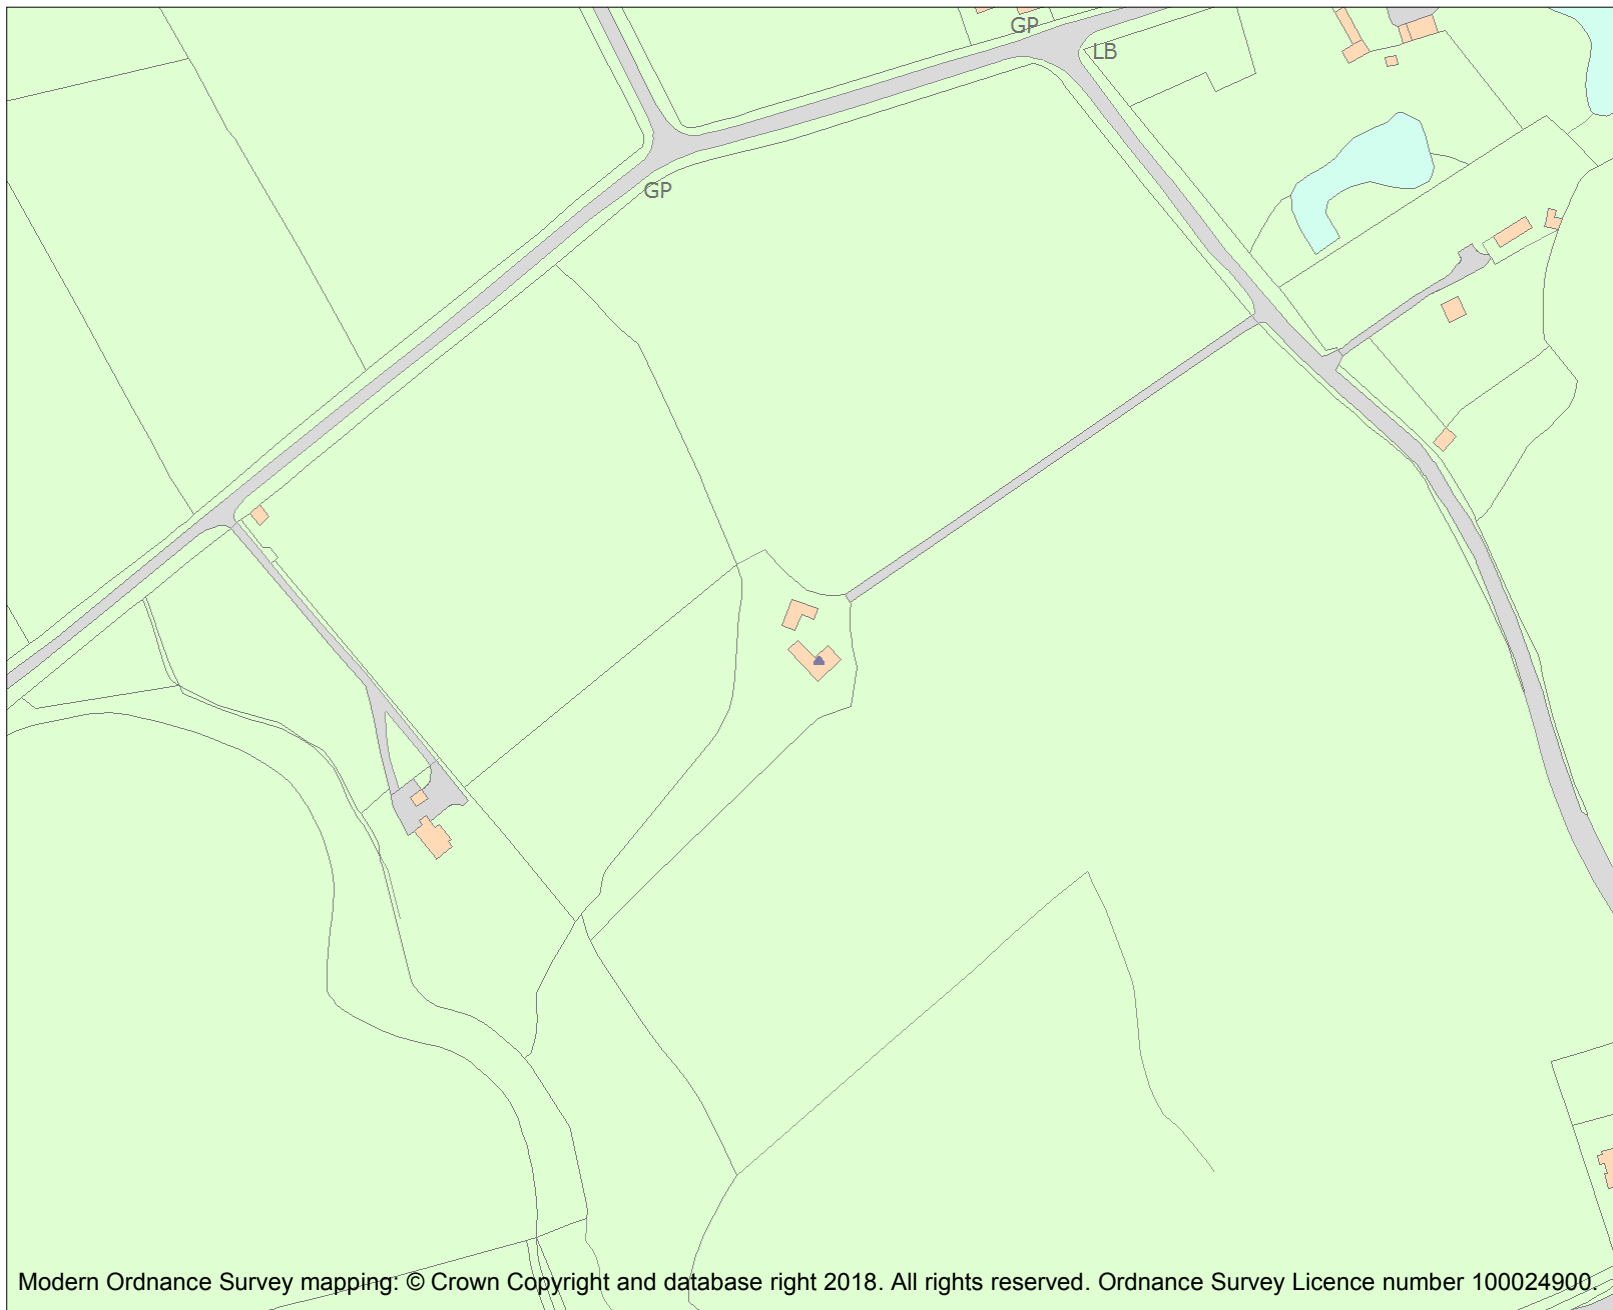 GP
LB
GP
Modern Ordnance Survey mapping: © Crown Copyright and database right 2018. All rights reserved. Ordnance Survey Licence number 100024900.